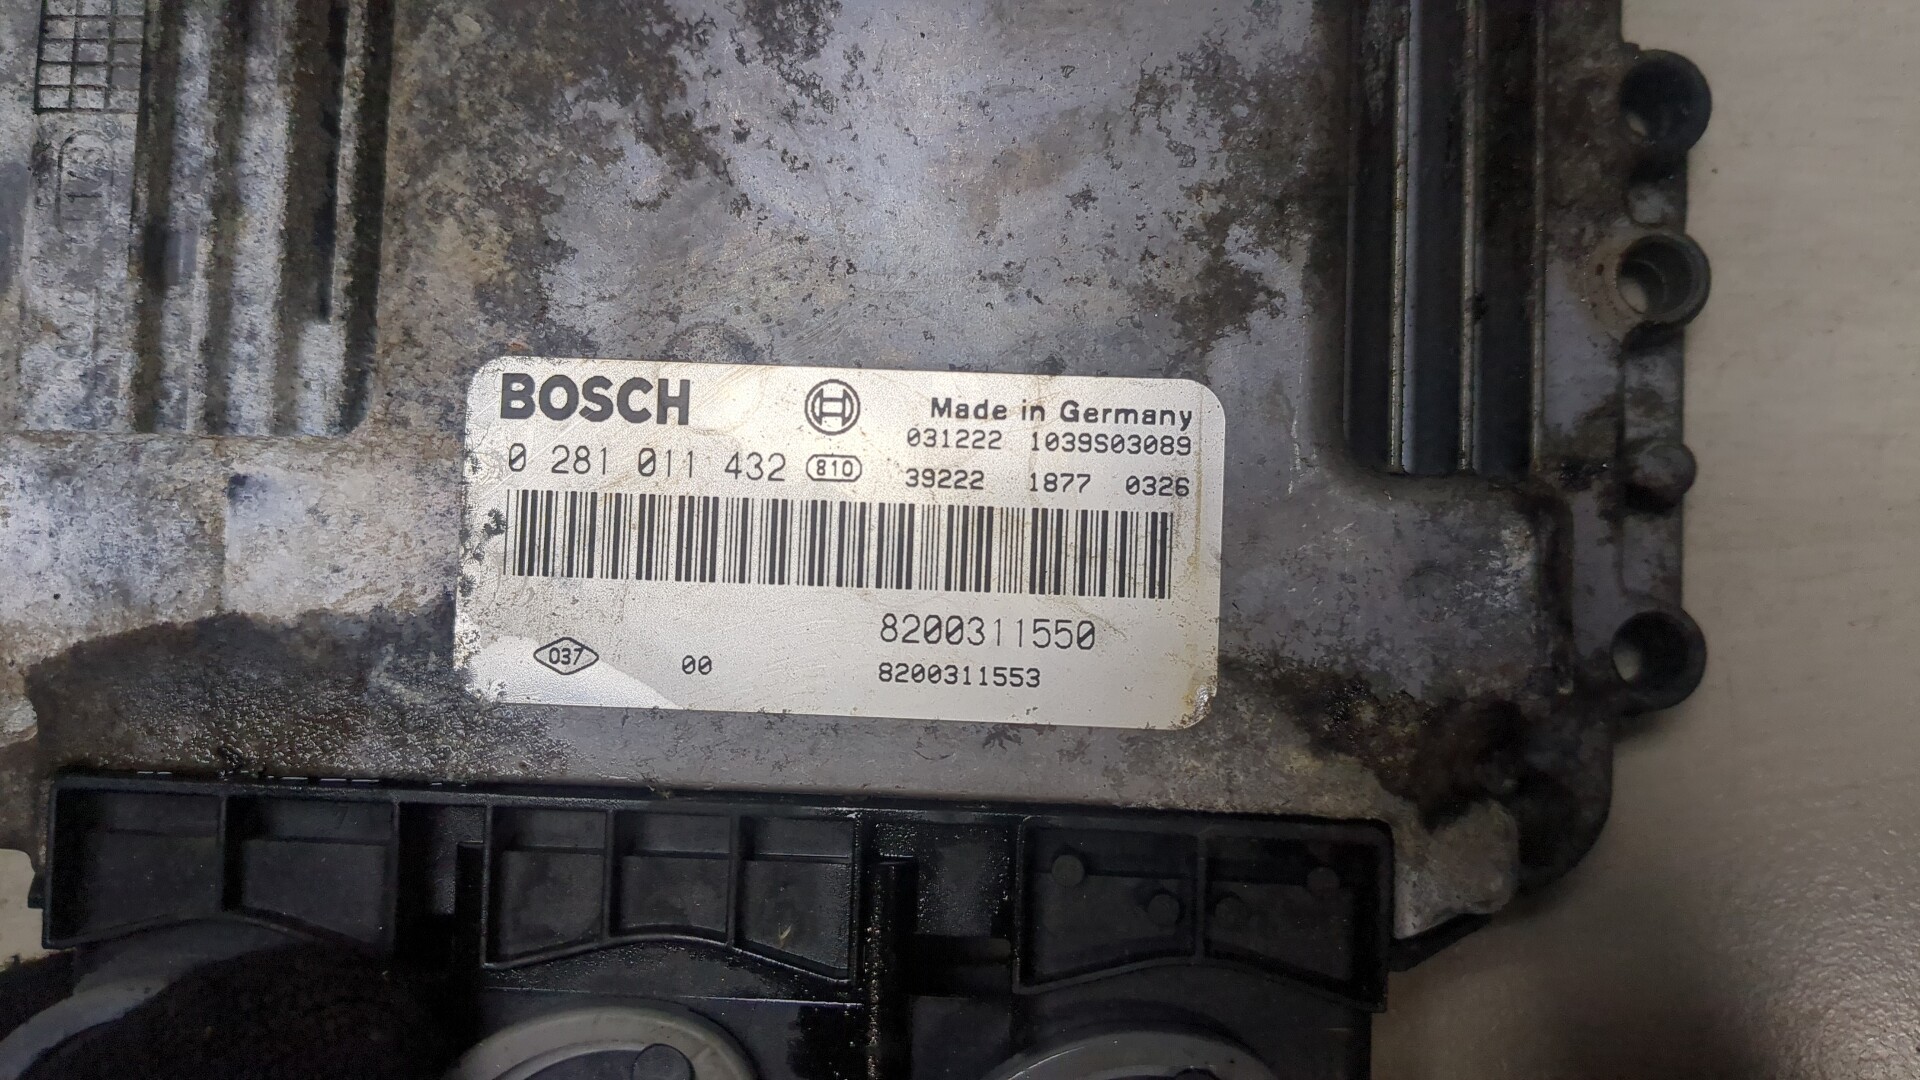 BOSCH
Made in Germany
031222 1039S03089
0 281 011 432 810
39222 1877 0326
8200311550
037 00
8200311553